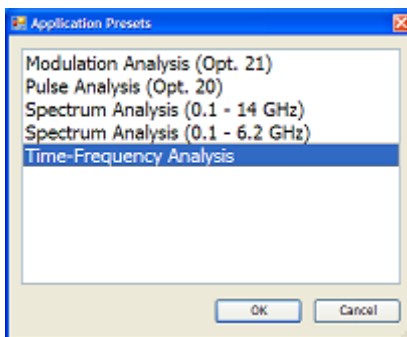 Application Presets
Modulation Analysis (Opt. 21)
Pulse Analysis (Opt. 20)
Spectrum Analysis (0.1 - 14 GHz)
Spectrum Analysis (0.1 - 6.2 GHz)
Time-Frequency Analysis
OK Cancel